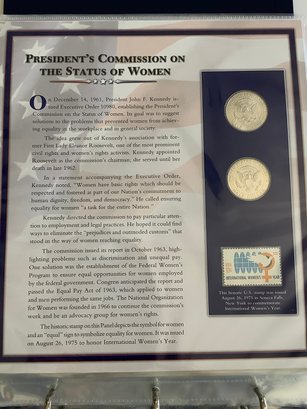 PRESIDENT'S COMMISSION ON
THE STATUS OF WOMEN
On December 14, 1961, President John F. Kennedy is-
sued Executive Order 10980, establishing the President's
Commission on the Status of Women. Its goal was to suggest
solutions to the problems that prevented women from achiev-
ing equality in the workplace and in general society.
The idea grew out of Kennedy's association with for-
mer First Lady Eleanor Roosevelt, one of the most prominent
civil rights and women's rights activists. Kennedy appointed
Roosevelt as the commission's chairman; she served until her
death in late 1962.
In a statement accompanying the Executive Order,
Kennedy noted, "Women have basic rights which should be
respected and fostered as part of our Nation's commitment to
human dignity, freedom, and democracy." He called ensuring
equality for women "a task for the entire Nation."
Kennedy directed the commission to pay particular atten-
tion to employment and legal practices. He hoped it could find
ways to eliminate the "prejudices and outmoded customs" that
stood in the way of women reaching equality.
The commission issued its report in October 1963, high-
lighting problems such as discrimination and unequal pay.
One solution was the establishment of the Federal Women's
Program to ensure equal opportunities for women employed
by the federal government. Congress anticipated the report and
passed the Equal Pay Act of 1963, which applied to women
and men performing the same jobs. The National Organization
for Women was founded in 1966 to continue the commission's
work and be an advocacy group for women's rights.
The historic stamp on this Panel depicts the symbol for women
and an "equal" sign to symbolize equality for women. It was
issued on August 26, 1975 to honor International Women's Year.
INTERNATIONAL WOMEN'S YEAR
This historic U.S. stamp was issued
August 26, 1975 in Seneca Falls,
New York to commemorate
International Women's Year.